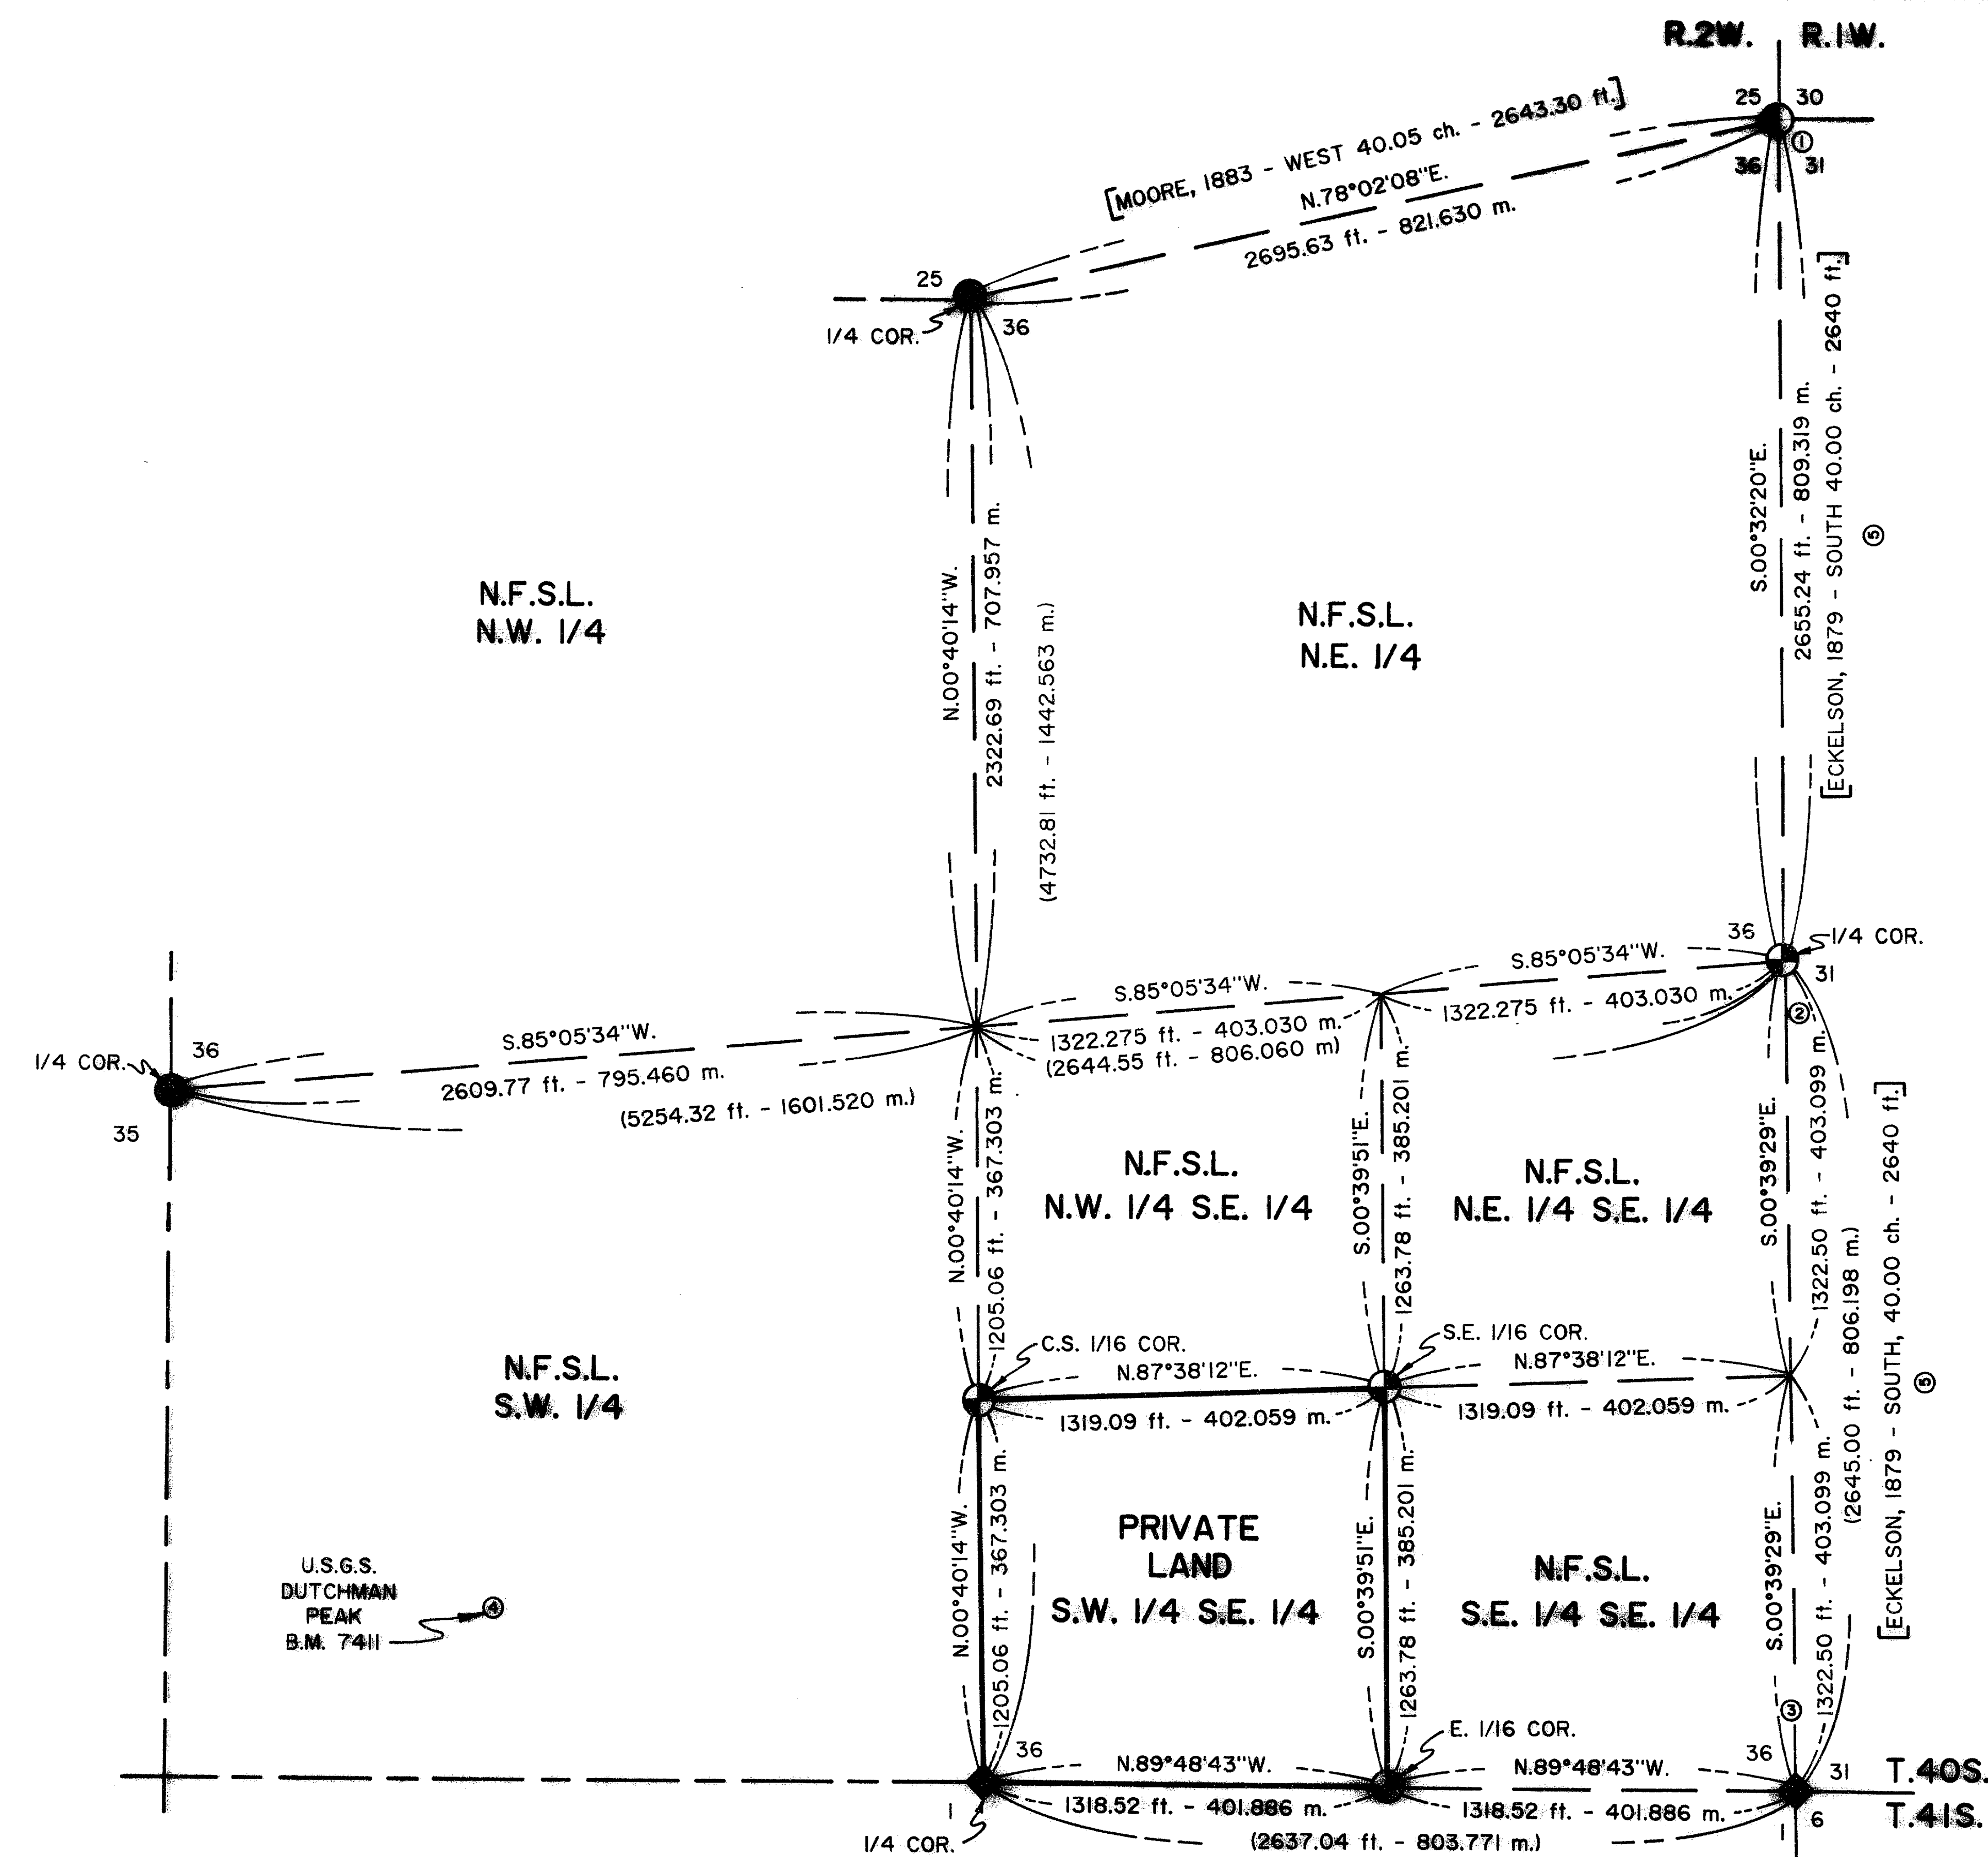 R.2W. R.1W.
25 30
①
36 31
[MOORE, 1883 - WEST 40.05 ch. - 2643.30 ft.]
N.78°02'08"E.
2695.63 ft. - 821.630 m.
25
36
1/4 COR.
S.00°32'20"E.
2655.24 ft. - 809.319 m.
[ECKELSON, 1879 - SOUTH 40.00 ch. - 2640 ft.]
⑤
N.F.S.L.
N.W. 1/4
N.00°40'14"W.
2322.69 ft. - 707.957 m.
(4732.81 ft. - 1442.563 m.)
N.F.S.L.
N.E. 1/4
36
1/4 COR.
31
②
S.85°05'34"W.
1322.275 ft. - 403.030 m.
S.85°05'34"W.
1322.275 ft. - 403.030 m.
(2644.55 ft. - 806.060 m)
S.85°05'34"W.
2609.77 ft. - 795.460 m.
(5254.32 ft. - 1601.520 m.)
36
1/4 COR.
35
N.00°40'14"W.
1205.06 ft. - 367.303 m.
N.F.S.L.
N.W. 1/4 S.E. 1/4
S.00°39'51"E.
1263.78 ft. - 385.201 m.
N.F.S.L.
N.E. 1/4 S.E. 1/4
S.00°39'29"E.
1322.50 ft. - 403.099 m.
(2645.00 ft. - 806.198 m.)
[ECKELSON, 1879 - SOUTH, 40.00 ch. - 2640 ft.]
⑤
C.S. 1/16 COR.
N.87°38'12"E.
1319.09 ft. - 402.059 m.
S.E. 1/16 COR.
N.87°38'12"E.
1319.09 ft. - 402.059 m.
N.F.S.L.
S.W. 1/4
U.S.G.S.
DUTCHMAN
PEAK
B.M. 7411
④
N.00°40'14"W.
1205.06 ft. - 367.303 m.
PRIVATE
LAND
S.W. 1/4 S.E. 1/4
S.00°39'51"E.
1263.78 ft. - 385.201 m.
N.F.S.L.
S.E. 1/4 S.E. 1/4
S.00°39'29"E.
1322.50 ft. - 403.099 m.
③
36
N.89°48'43"W.
1318.52 ft. - 401.886 m.
E. 1/16 COR.
N.89°48'43"W.
1318.52 ft. - 401.886 m.
(2637.04 ft. - 803.771 m.)
1
1/4 COR.
36 31
1 6
T.40S.
T.41S.